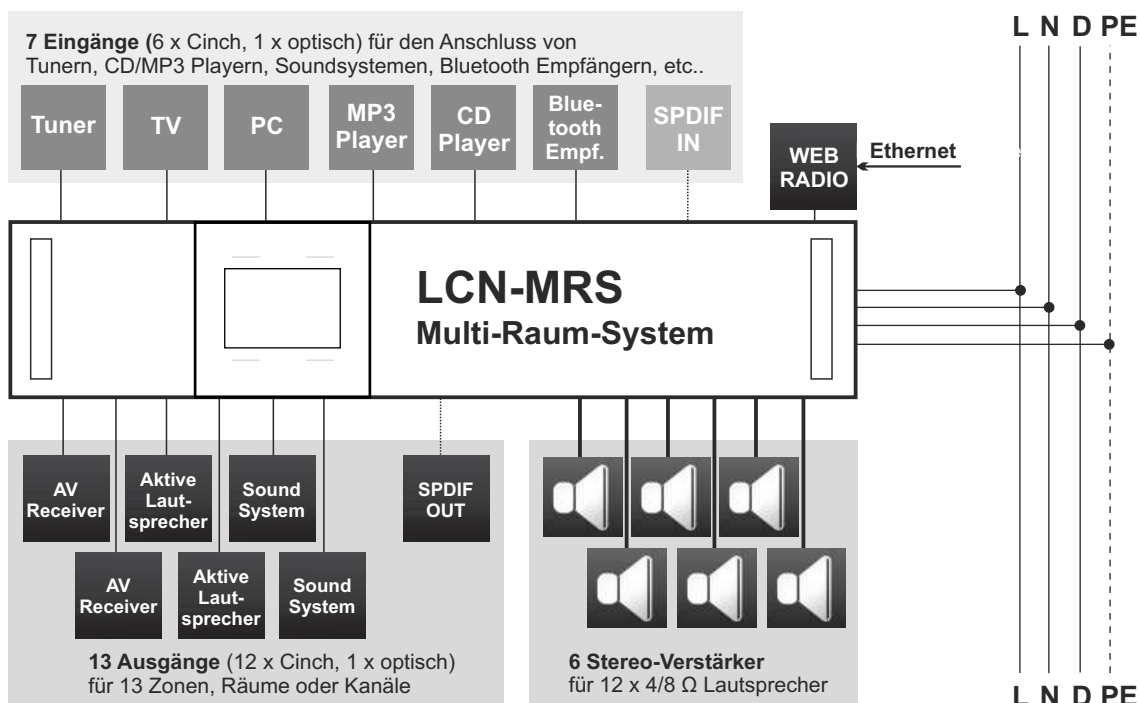 L N D PE
7 Eingänge (6 x Cinch, 1 x optisch) für den Anschluss von
Tunern, CD/MP3 Playern, Soundsystemen, Bluetooth Empfängern, etc..
Tuner
TV
PC
MP3
Player
CD
Player
Blue-
tooth
Empf.
SPDIF
IN
WEB
RADIO
Ethernet
LCN-MRS
Multi-Raum-System
AV
Receiver
Aktive
Laut-
sprecher
Sound
System
SPDIF
OUT
AV
Receiver
Aktive
Laut-
sprecher
Sound
System
13 Ausgänge (12 x Cinch, 1 x optisch)
für 13 Zonen, Räume oder Kanäle
6 Stereo-Verstärker
für 12 x 4/8 Ω Lautsprecher
L N D PE